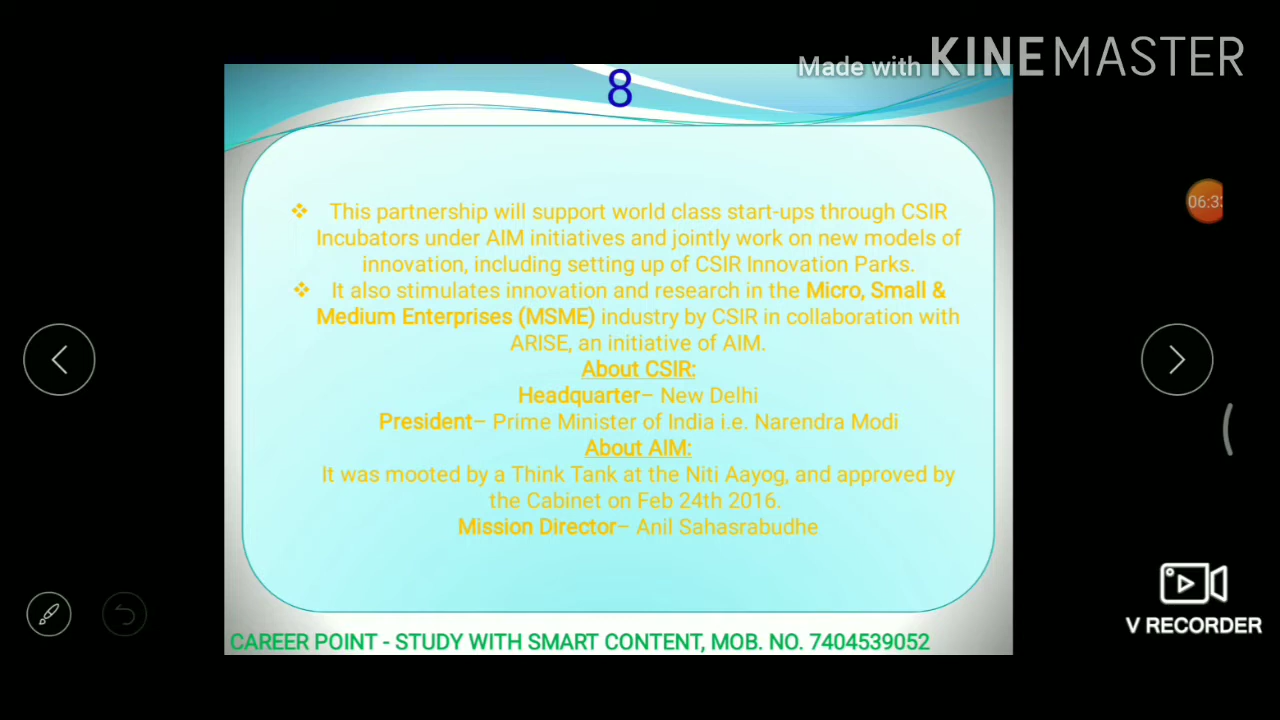 Made with KINEMASTER
8
❖ This partnership will support world class start-ups through CSIR
Incubators under AIM initiatives and jointly work on new models of
innovation, including setting up of CSIR Innovation Parks.
❖ It also stimulates innovation and research in the Micro, Small &
Medium Enterprises (MSME) industry by CSIR in collaboration with
ARISE, an initiative of AIM.
About CSIR:
Headquarter– New Delhi
President– Prime Minister of India i.e. Narendra Modi
About AIM:
It was mooted by a Think Tank at the Niti Aayog, and approved by
the Cabinet on Feb 24th 2016.
Mission Director– Anil Sahasrabudhe
CAREER POINT - STUDY WITH SMART CONTENT, MOB. NO. 7404539052
V RECORDER